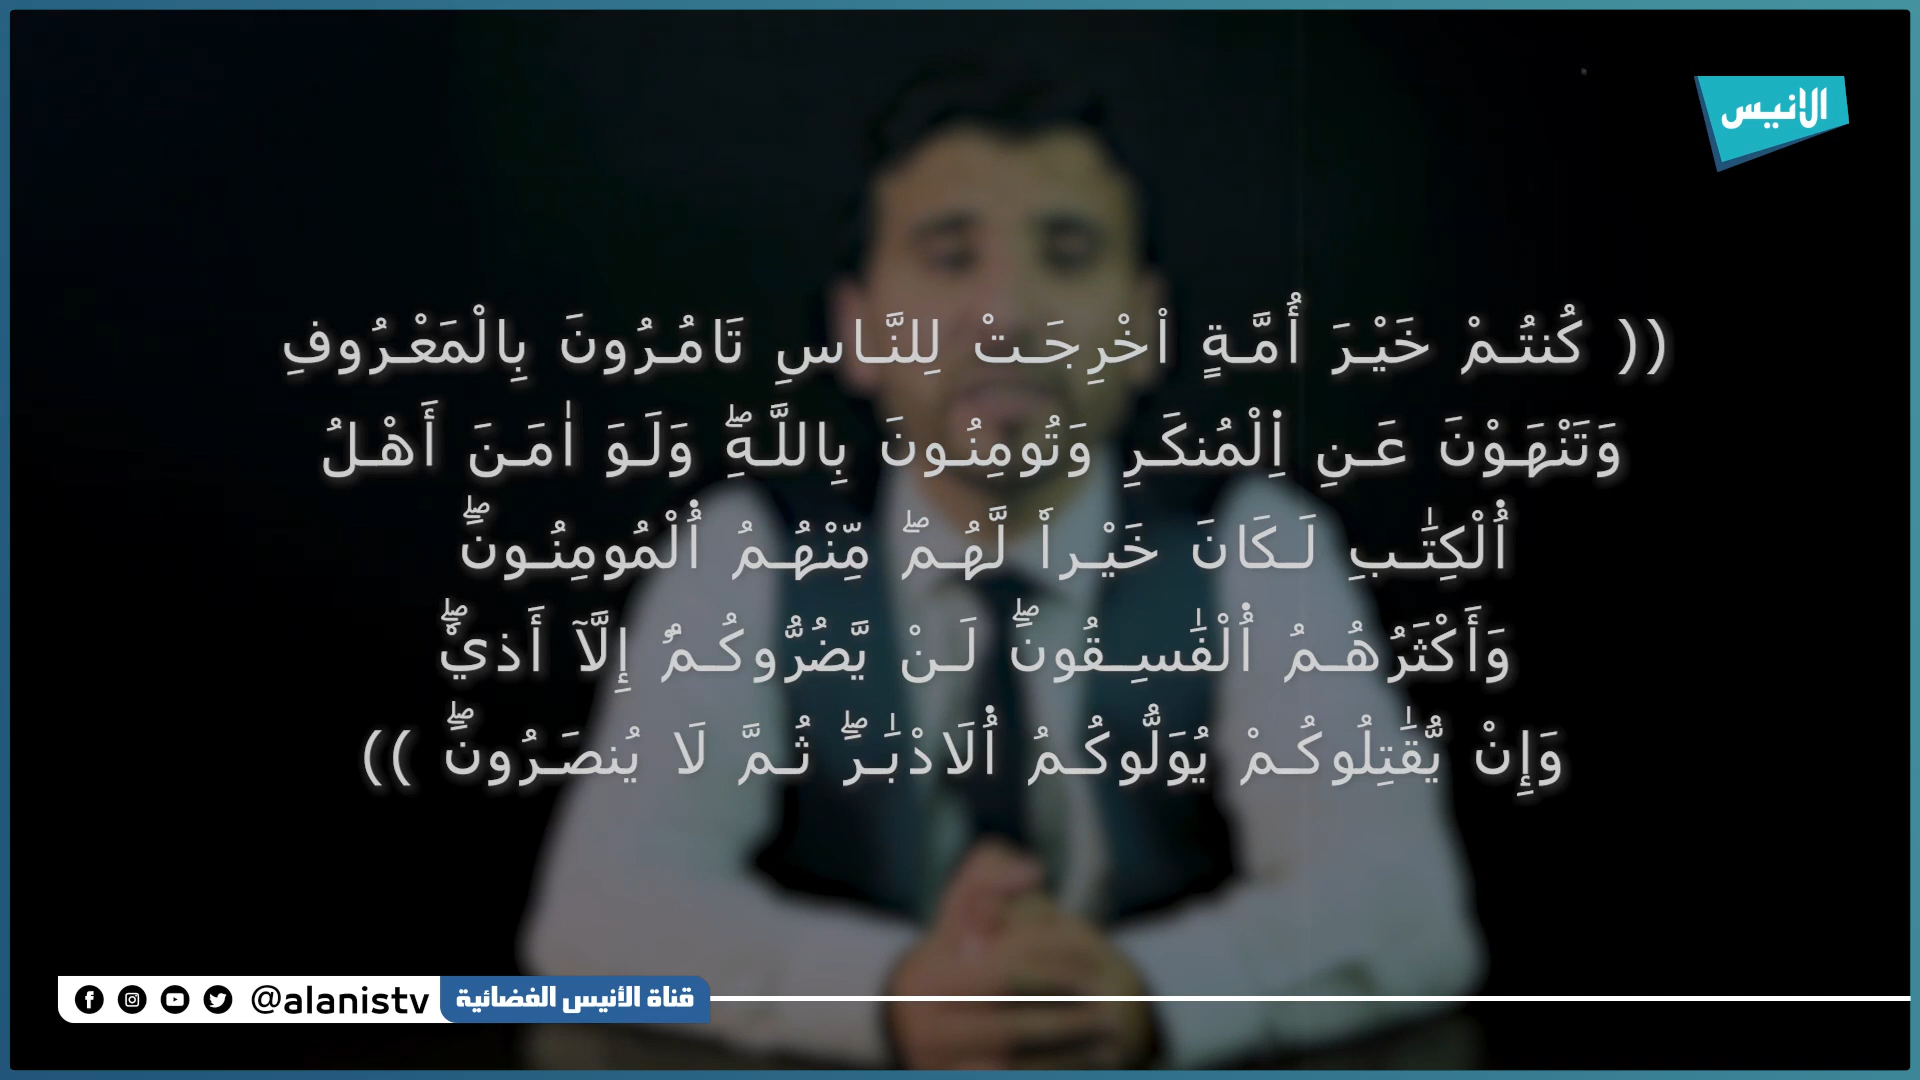 الانيس
(( كُنتُمْ خَيْرَ أُمَّةٍ اْخْرِجَتْ لِلنَّاسِ تَامُرُونَ بِالْمَعْرُوفِ
وَتَنْهَوْنَ عَنِ اِ۬لْمُنكَرِ وَتُومِنُونَ بِاللَّهِۖ وَلَوَ اٰمَنَ أَهْلُ
اُ۬لْكِتَٰبِ لَكَانَ خَيْراٗ لَّهُمۖ مِّنْهُمُ اُ۬لْمُومِنُونَۖ
وَأَكْثَرُهُمُ اُ۬لْفَٰسِقُونَۖ لَنْ يَّضُرُّوكُمُۥٓ إِلَّآ أَذيٗۖ
وَإِنْ يُّقَٰتِلُوكُمْ يُوَلُّوكُمُ اُ۬لَادْبَٰرَۖ ثُمَّ لَا يُنصَرُونَۖ ))
@alanistv قناة الأنيس الفضائية